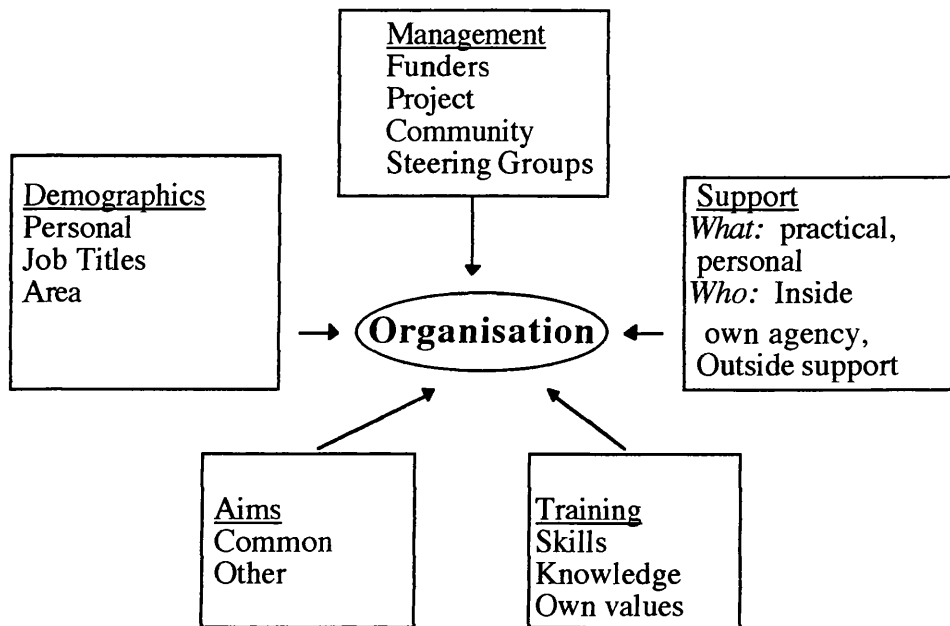 Management
Funders
Project
Community
Steering Groups
Demographics
Personal
Job Titles
Area
Support
What: practical,
personal
Who: Inside
own agency,
Outside support
Organisation
Aims
Common
Other
Training
Skills
Knowledge
Own values